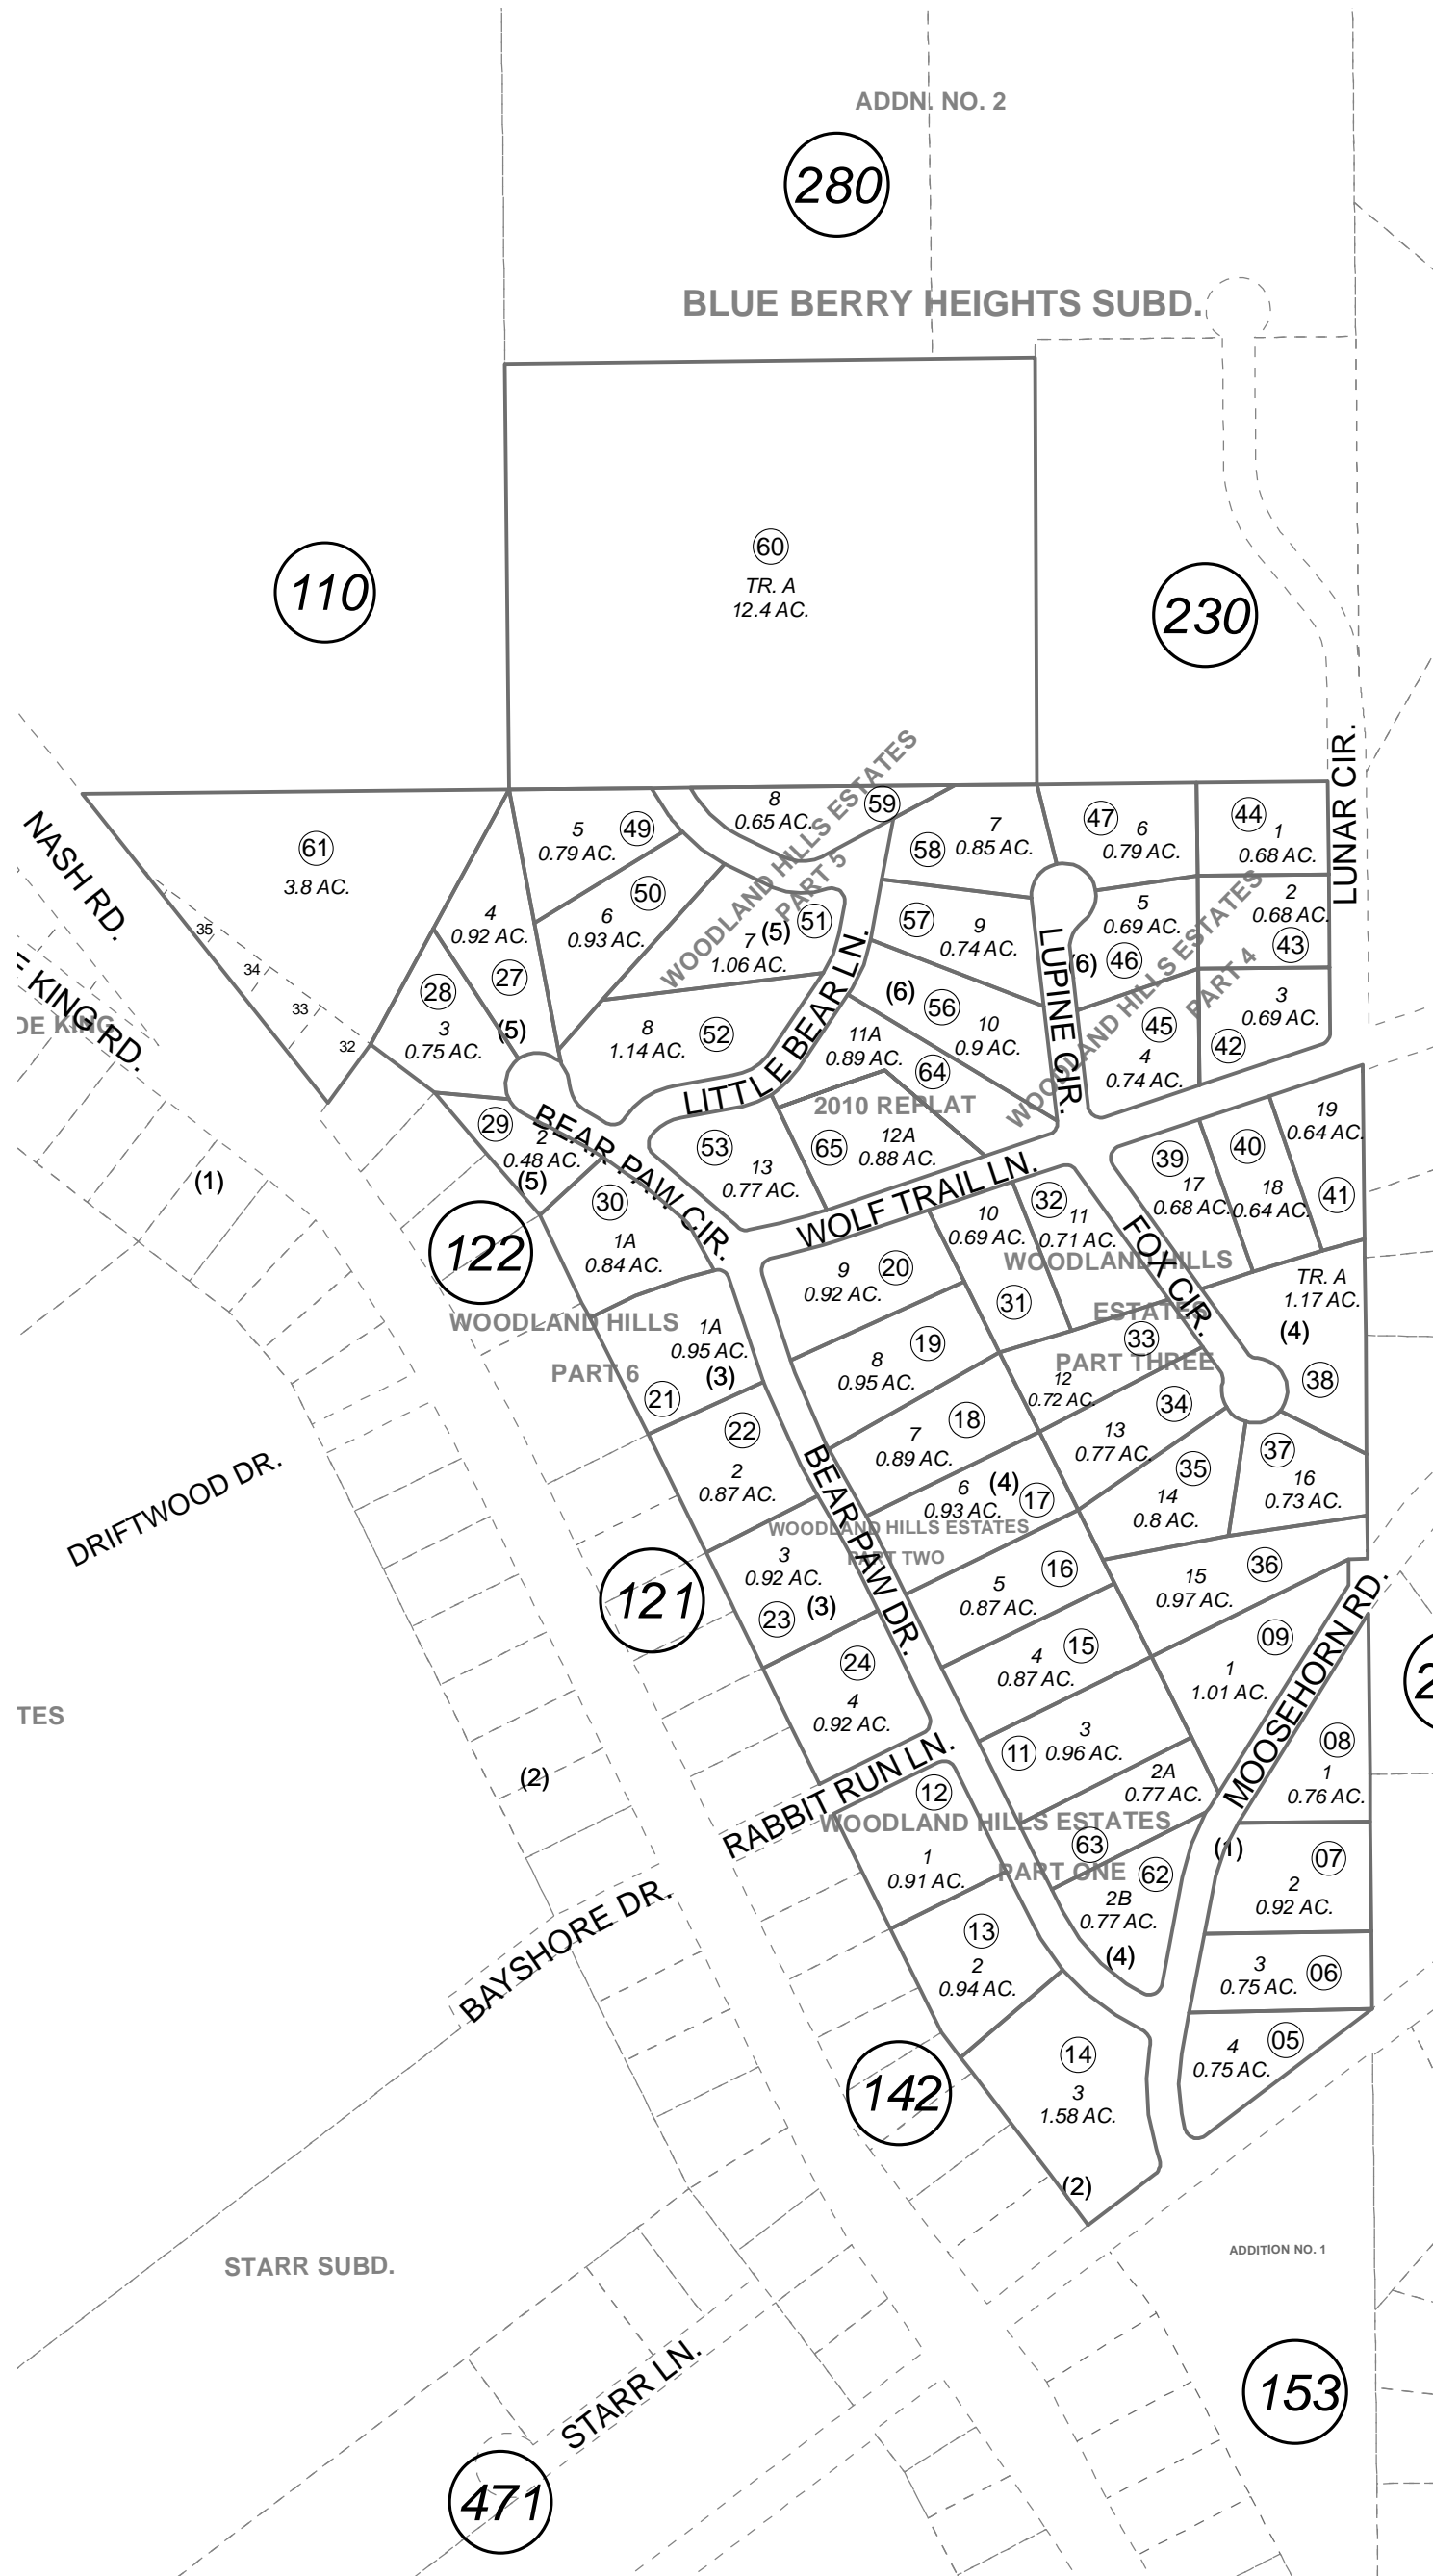 ADDN. NO. 2
280
BLUE BERRY HEIGHTS SUBD.
60
TR. A
12.4 AC.
110
230
LUNAR CIR.
NASH RD.
61
3.8 AC.
35
34
33
32
KING RD.
DE KING
(1)
5
49
0.79 AC.
8
0.65 AC.
59
WOODLAND HILLS ESTATES
PART 5
7
58
0.85 AC.
47
6
0.79 AC.
44
1
0.68 AC.
50
6
0.93 AC.
4
0.92 AC.
27
(5)
28
3
0.75 AC.
51
7 (5)
1.06 AC.
8
1.14 AC.
52
LITTLE BEAR LN.
57
9
0.74 AC.
LUPINE CIR.
5
0.69 AC.
(6)
46
2
0.68 AC.
43
WOODLAND HILLS ESTATES
PART 4
3
0.69 AC.
42
45
4
0.74 AC.
(6)
56
10
0.9 AC.
11A
0.89 AC.
64
2010 REPLAT
65
12A
0.88 AC.
53
13
0.77 AC.
29
2
0.48 AC.
(5)
BEAR PAW CIR.
30
1A
0.84 AC.
122
WOLF TRAIL LN.
39
17
0.68 AC.
40
18
0.64 AC.
19
0.64 AC.
41
FOX CIR.
32
11
0.71 AC.
10
0.69 AC.
31
9
0.92 AC.
20
WOODLAND HILLS
ESTATES
PART THREE
TR. A
1.17 AC.
(4)
38
WOODLAND HILLS
PART 6
1A
0.95 AC.
(3)
21
8
0.95 AC.
19
33
12
0.72 AC.
34
13
0.77 AC.
22
2
0.87 AC.
7
0.89 AC.
18
35
14
0.8 AC.
37
16
0.73 AC.
DRIFTWOOD DR.
6
0.93 AC.
(4)
17
BEAR PAW DR.
WOODLAND HILLS ESTATES
PART TWO
121
3
0.92 AC.
23
(3)
5
0.87 AC.
16
15
0.97 AC.
36
4
0.87 AC.
15
09
1
1.01 AC.
MOOSEHORN RD.
24
4
0.92 AC.
TES
2
(2)
RABBIT RUN LN.
11
3
0.96 AC.
2A
0.77 AC.
08
1
0.76 AC.
12
WOODLAND HILLS ESTATES
PART ONE
1
0.91 AC.
63
62
2B
0.77 AC.
(4)
(1)
07
2
0.92 AC.
BAYSHORE DR.
13
2
0.94 AC.
3
0.75 AC.
06
4
0.75 AC.
05
142
14
3
1.58 AC.
(2)
STARR SUBD.
ADDITION NO. 1
STARR LN.
153
471